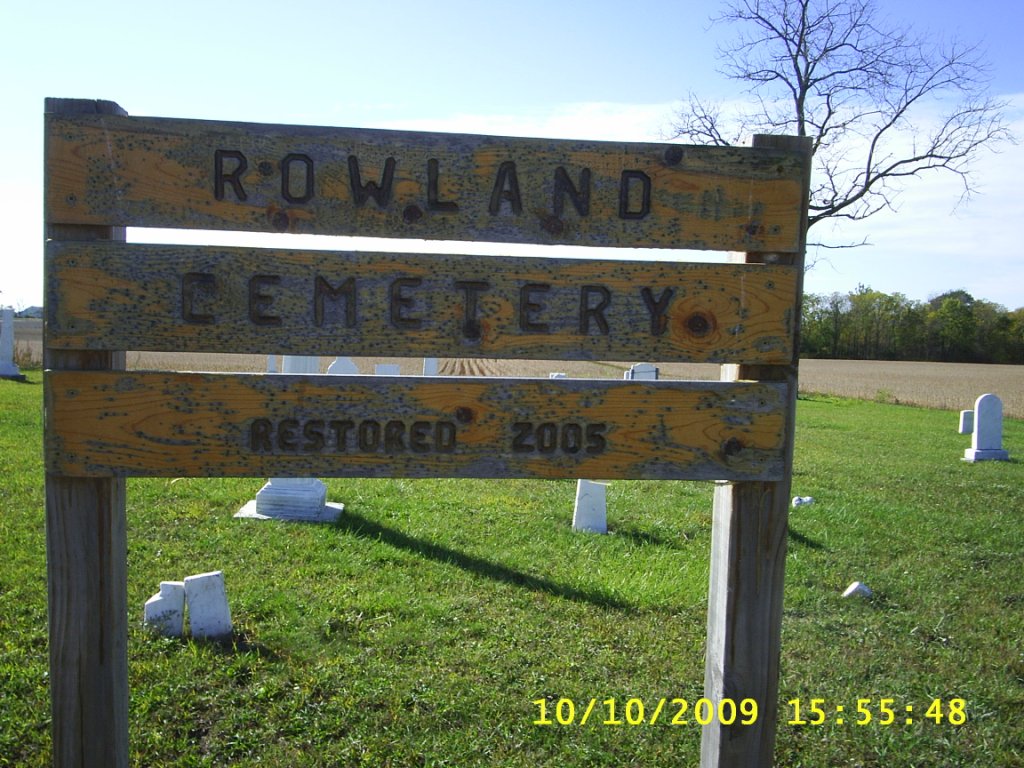 ROWLAND
CEMETERY
RESTORED 2005
10/10/2009 15:55:48